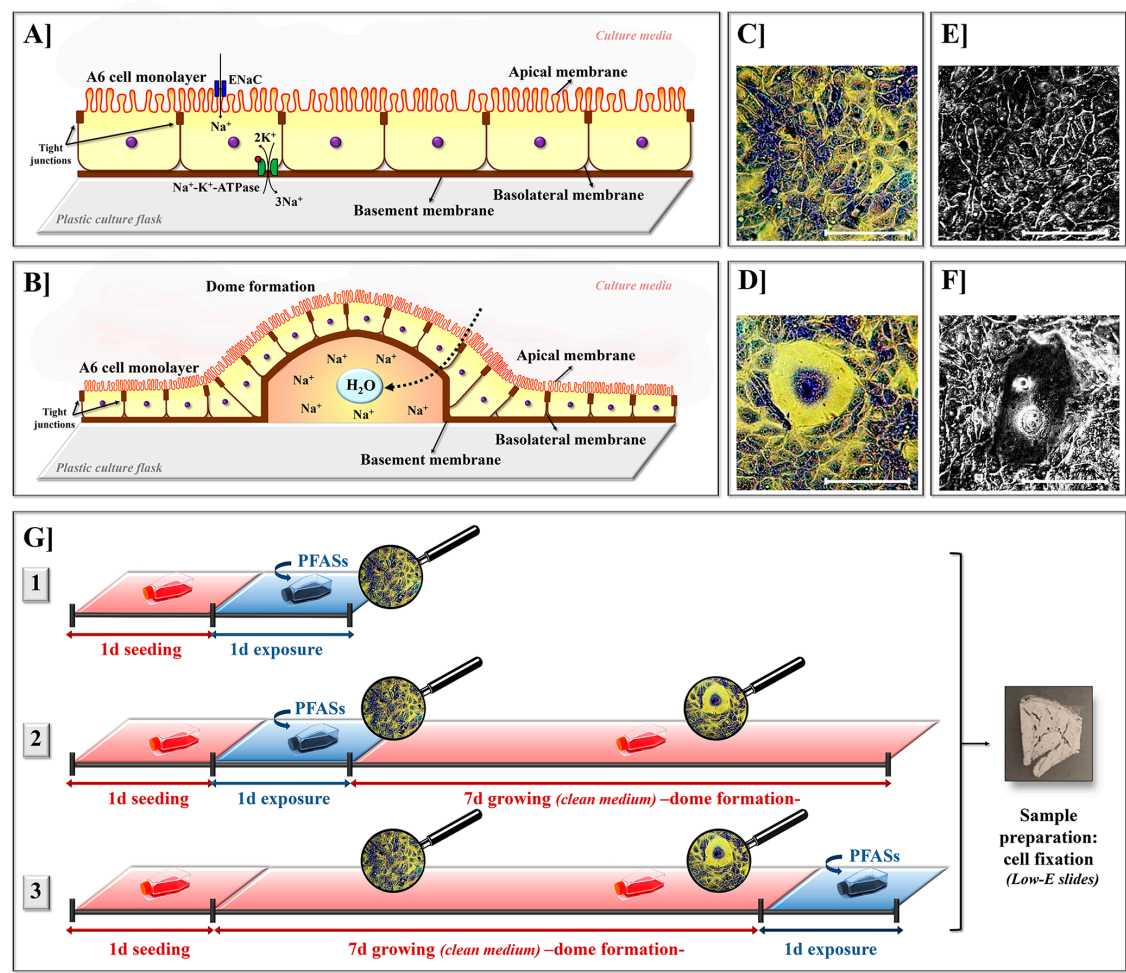 A]
Culture media
A6 cell monolayer
ENaC
Apical membrane
Na⁺
Tight
junctions
2K⁺
Na⁺-K⁺-ATPase
3Na⁺
Basolateral membrane
Basement membrane
Plastic culture flask
C]
E]
B]
Dome formation
Culture media
A6 cell monolayer
Apical membrane
Na⁺
Na⁺
Na⁺
Na⁺
H₂O
Na⁺
Na⁺
Na⁺
Tight
junctions
Basolateral membrane
Basement membrane
Plastic culture flask
D]
F]
G]
1
PFASs
1d seeding
1d exposure
2
PFASs
1d seeding
1d exposure
7d growing (clean medium) –dome formation-
3
PFASs
1d seeding
7d growing (clean medium) –dome formation-
1d exposure
Sample
preparation:
cell fixation
(Low-E slides)